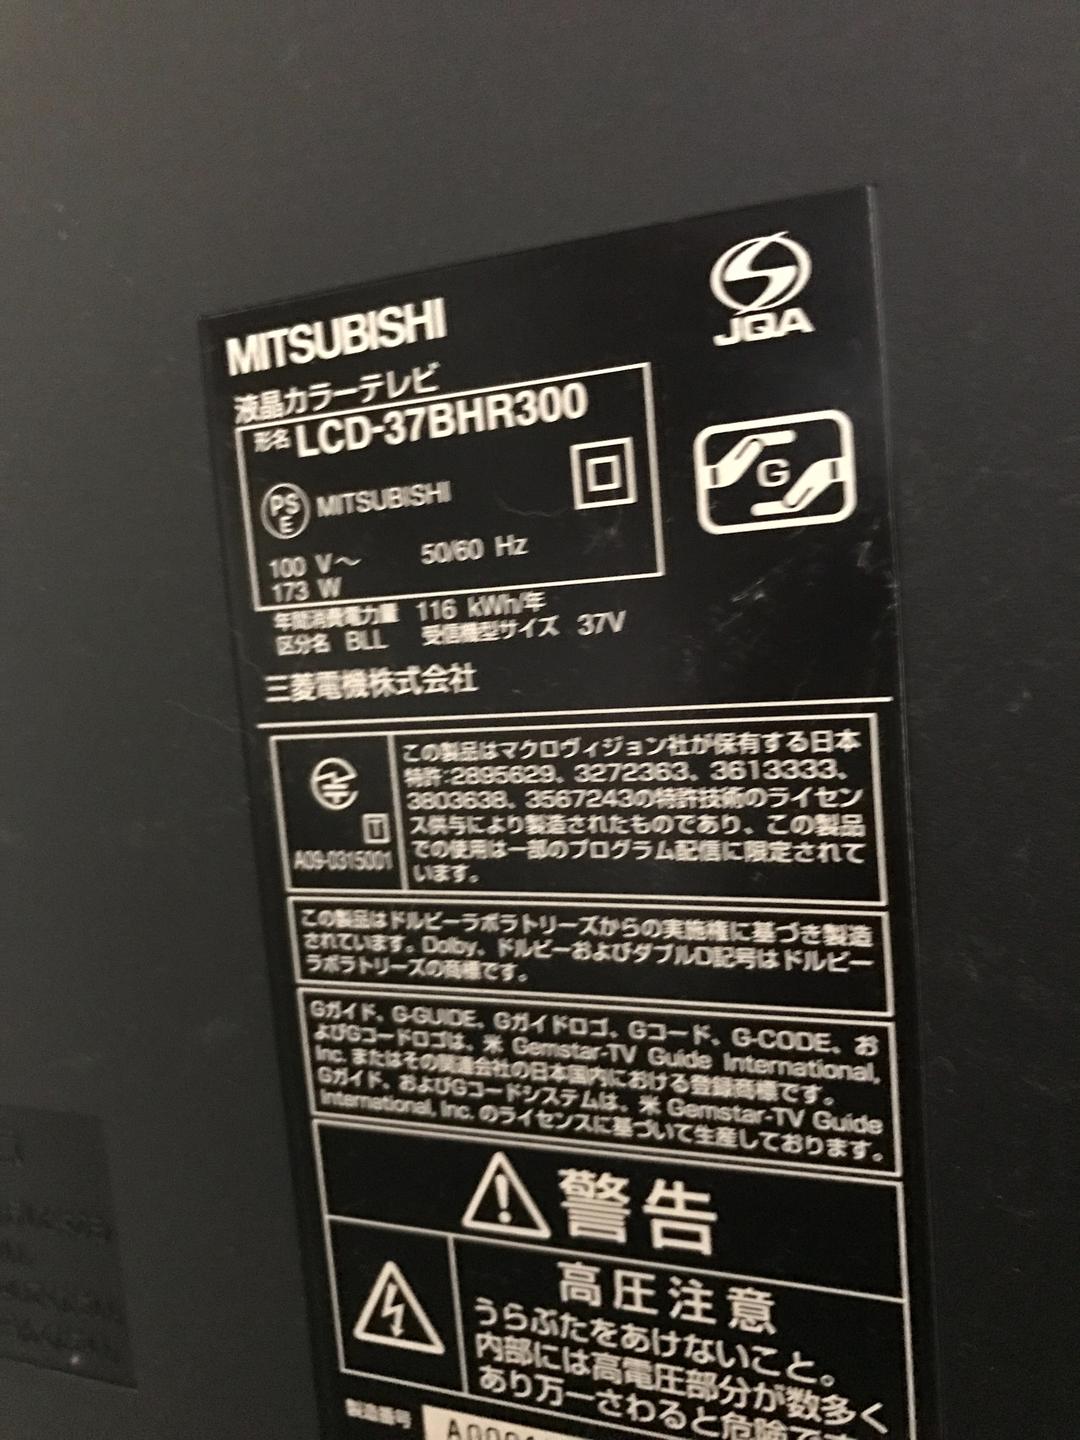 JQA
MITSUBISHI
液晶カラーテレビ
形名 LCD-37BHR300
G
PS
E
MITSUBISHI
100 V～ 50/60 Hz
173 W
年間消費電力量 116 kWh/年
区分名 BLL 受信機型サイズ 37V
三菱電機株式会社
T
A09-0315001
この製品はマクロヴィジョン社が保有する日本
特許:2895629、3272363、3613333、
3803638、3567243の特許技術のライセン
ス供与により製造されたものであり、この製品
での使用は一部のプログラム配信に限定されて
います。
この製品はドルビーラボラトリーズからの実施権に基づき製造
されています。Dolby、ドルビーおよびダブルD記号はドルビー
ラボラトリーズの商標です。
Gガイド、G-GUIDE、Gガイドロゴ、Gコード、G-CODE、お
よびGコードロゴは、米 Gemstar-TV Guide International,
Inc. またはその関連会社の日本国内における登録商標です。
Gガイド、およびGコードシステムは、米 Gemstar-TV Guide
International, Inc. のライセンスに基づいて生産しております。
警告
高圧注意
うらぶたをあけないこと。
内部には高電圧部分が数多く
あり万一さわると危険です
製造番号